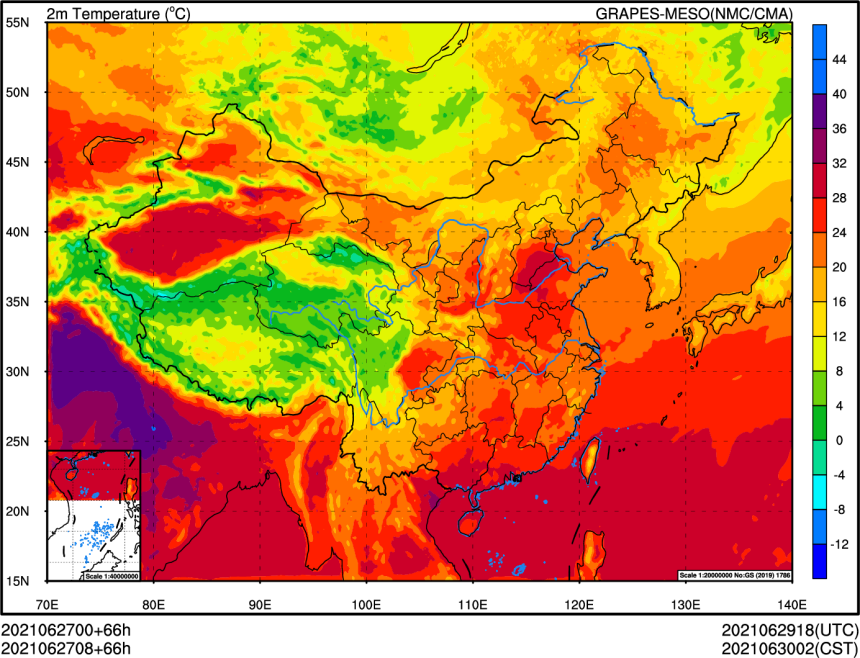 2m Temperature (°C) GRAPES-MESO(NMC/CMA)
55N
50N
45N
40N
35N
30N
25N
20N
15N
70E 80E 90E 100E 110E 120E 130E 140E
44
40
36
32
28
24
20
16
12
8
4
0
-4
-8
-12
Scale 1:40000000
Scale 1:20000000 No:GS (2019) 1786
2021062700+66h 2021062918(UTC)
2021062708+66h 2021063002(CST)